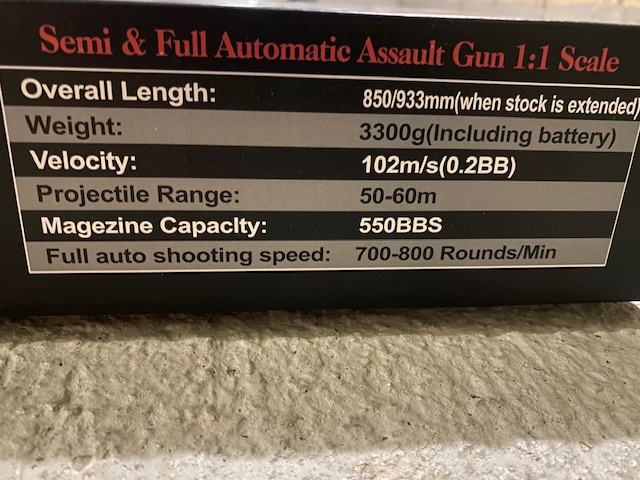 Semi & Full Automatic Assault Gun 1:1 Scale
Overall Length: 850/933mm(when stock is extended)
Weight: 3300g(Including battery)
Velocity: 102m/s(0.2BB)
Projectile Range: 50-60m
Magezine Capaclty: 550BBS
Full auto shooting speed: 700-800 Rounds/Min